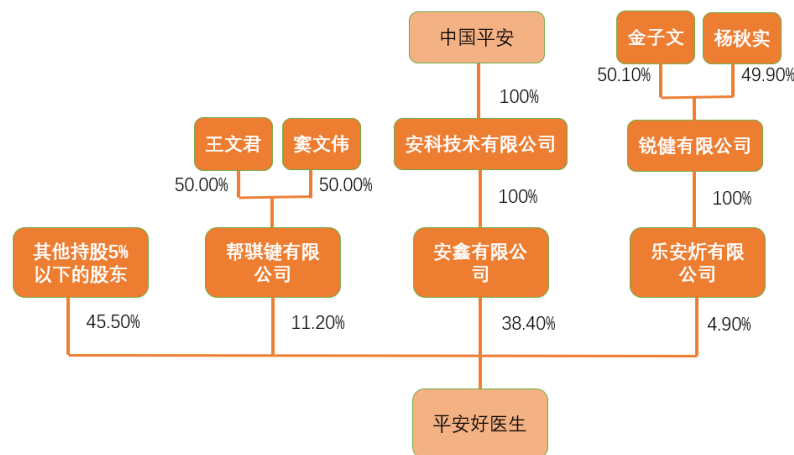 中国平安
金子文
杨秋实
100%
50.10%
49.90%
王文君
窦文伟
安科技术有限公司
锐健有限公司
50.00%
50.00%
100%
100%
其他持股5%
以下的股东
帮骐键有限
公司
安鑫有限公
司
乐安炘有限
公司
45.50%
11.20%
38.40%
4.90%
平安好医生